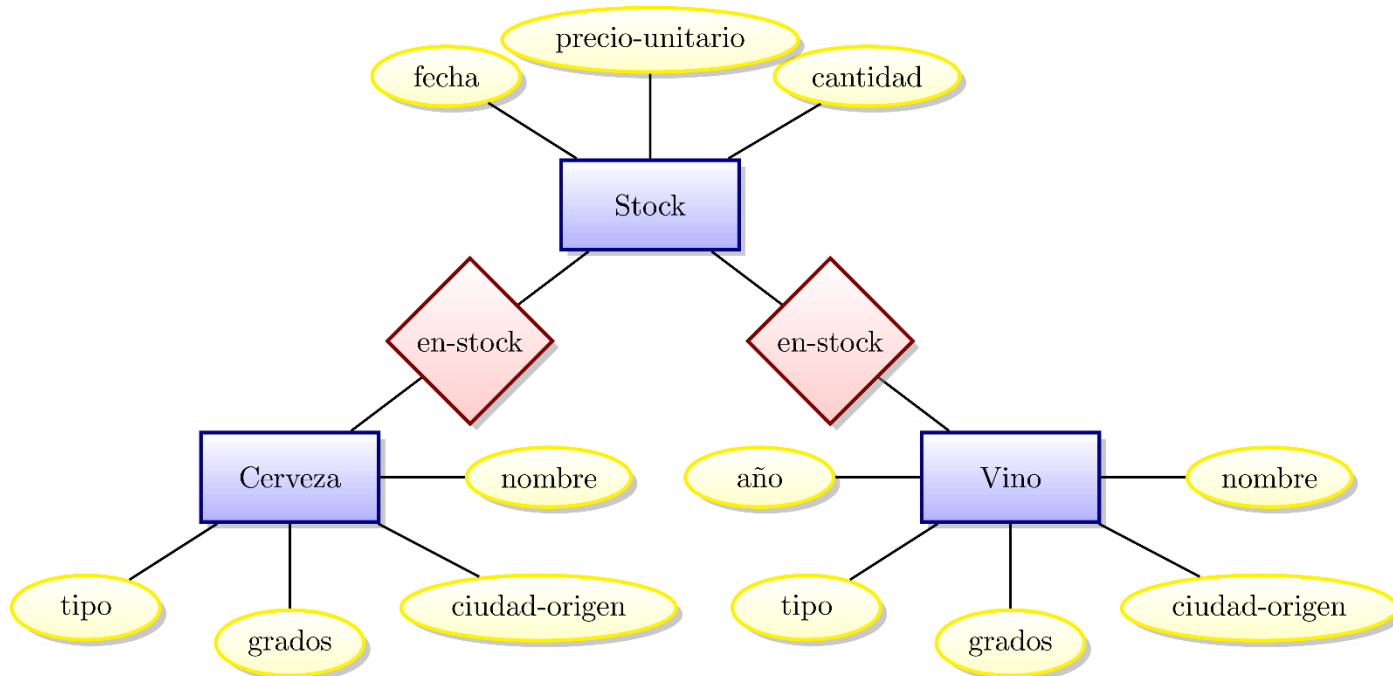 precio-unitario
fecha
cantidad
Stock
en-stock
en-stock
Cerveza
nombre
año
Vino
nombre
tipo
grados
ciudad-origen
tipo
grados
ciudad-origen